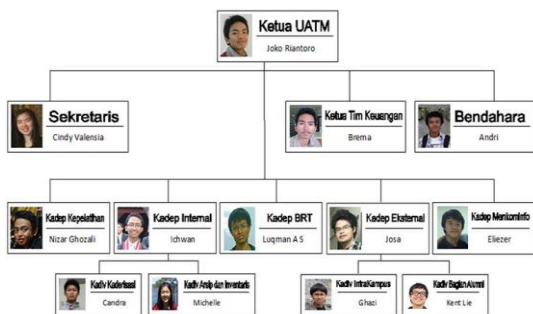 Ketua UATM
Joko Riantoro
Sekretaris
Cindy Valensia
Ketua Tim Keuangan
Brema
Bendahara
Andri
Kadep Kepelatihan
Nizar Ghozali
Kadep Internal
Ichwan
Kadep BRT
Luqman A S
Kadep Eksternal
Josa
Kadep Menkominfo
Eliezer
Kadiv Kaderisasi
Candra
Kadiv Arsip dan Inventaris
Michelle
Kadiv IntraKampus
Ghazi
Kadiv Bagian Alumni
Kent Lie